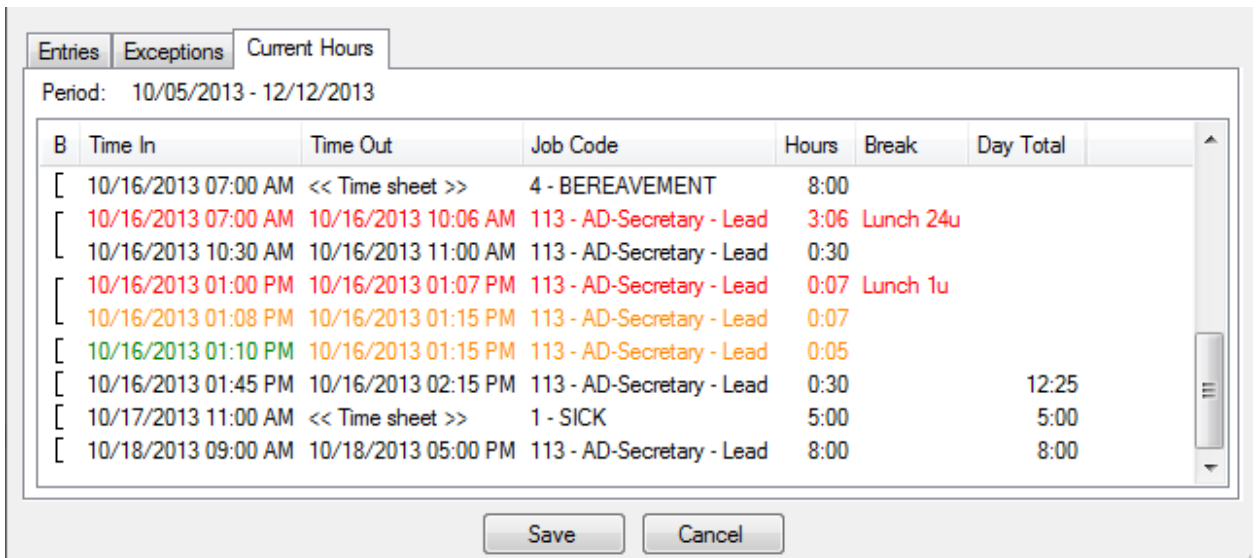 Entries Exceptions Current Hours
Period: 10/05/2013 - 12/12/2013
B Time In Time Out Job Code Hours Break Day Total
10/16/2013 07:00 AM << Time sheet >> 4 - BEREAVEMENT 8:00
10/16/2013 07:00 AM 10/16/2013 10:06 AM 113 - AD-Secretary - Lead 3:06 Lunch 24u
10/16/2013 10:30 AM 10/16/2013 11:00 AM 113 - AD-Secretary - Lead 0:30
10/16/2013 01:00 PM 10/16/2013 01:07 PM 113 - AD-Secretary - Lead 0:07 Lunch 1u
10/16/2013 01:08 PM 10/16/2013 01:15 PM 113 - AD-Secretary - Lead 0:07
10/16/2013 01:10 PM 10/16/2013 01:15 PM 113 - AD-Secretary - Lead 0:05
10/16/2013 01:45 PM 10/16/2013 02:15 PM 113 - AD-Secretary - Lead 0:30 12:25
10/17/2013 11:00 AM << Time sheet >> 1 - SICK 5:00 5:00
10/18/2013 09:00 AM 10/18/2013 05:00 PM 113 - AD-Secretary - Lead 8:00 8:00
Save Cancel